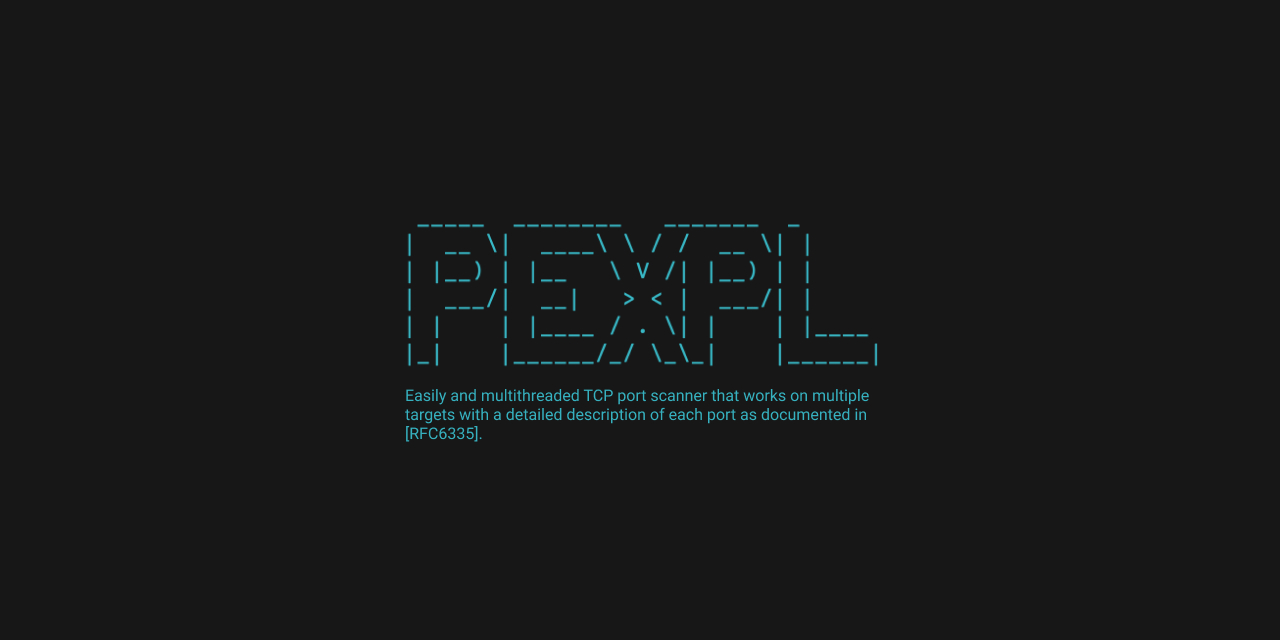 PEXPL
Easily and multithreaded TCP port scanner that works on multiple
targets with a detailed description of each port as documented in
[RFC6335].